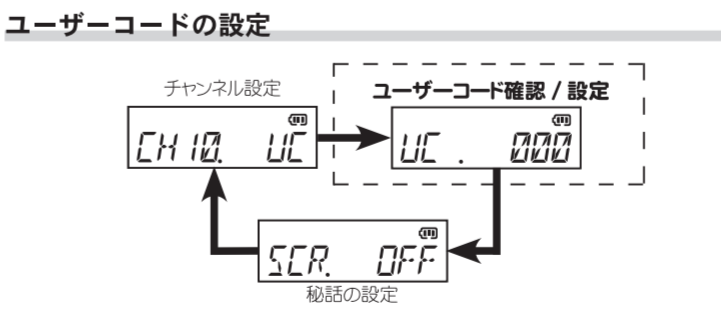 ユーザーコードの設定
チャンネル設定
ユーザーコード確認 / 設定
CH 10. UC
UC . 000
SCR. OFF
秘話の設定